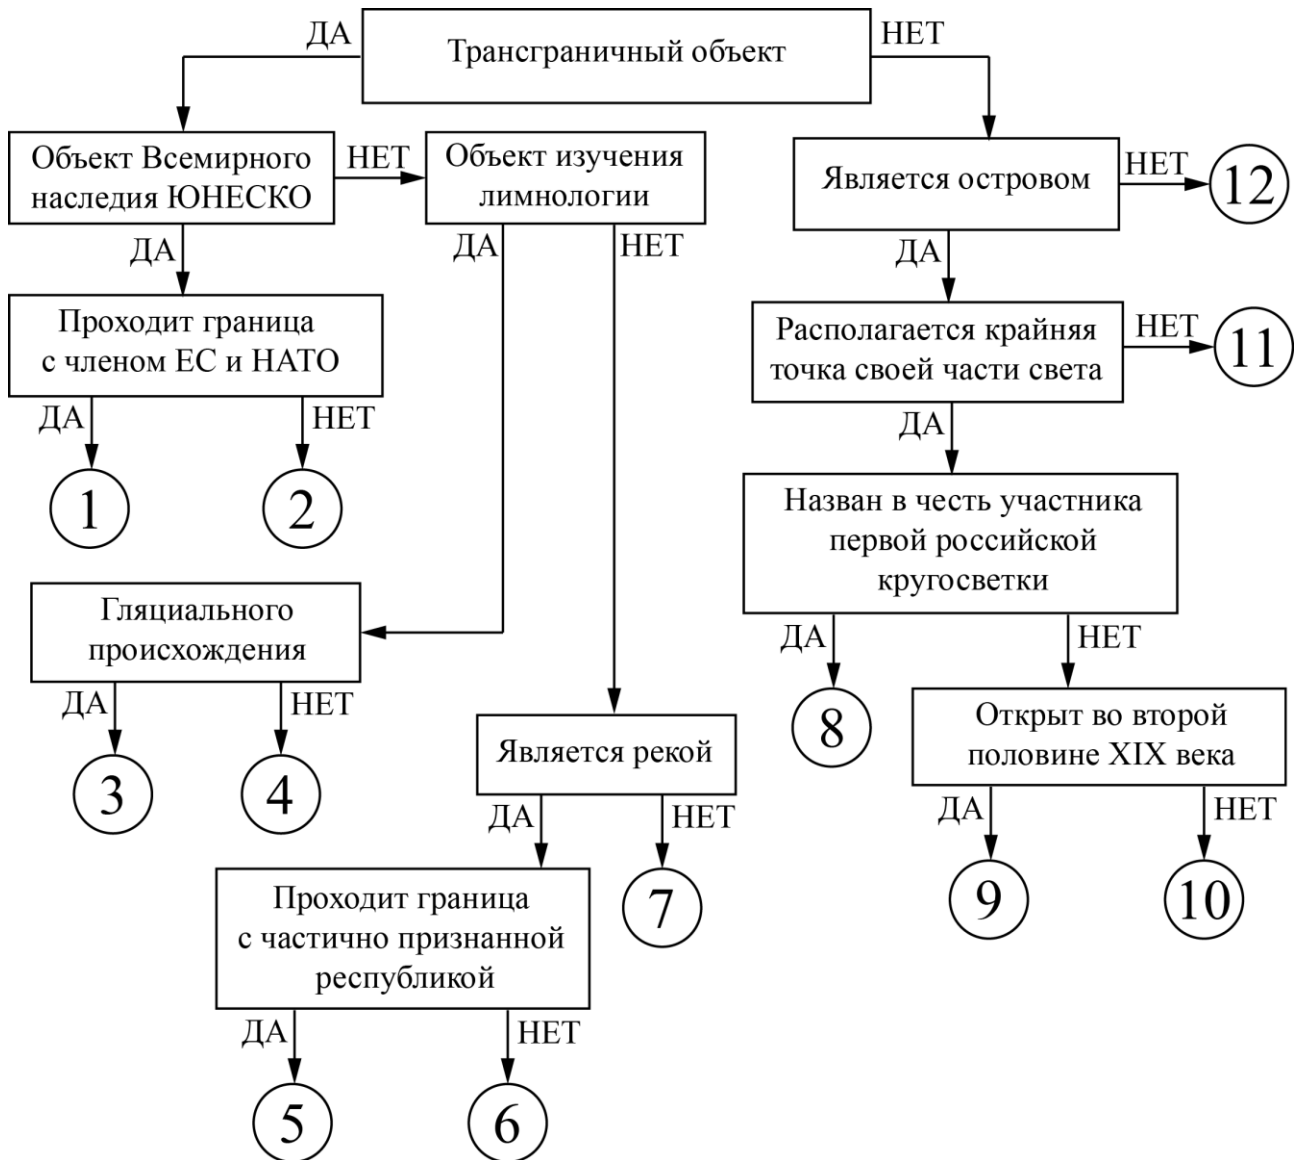 ДА
Трансграничный объект
НЕТ
Объект Всемирного
наследия ЮНЕСКО
НЕТ
Объект изучения
лимнологии
Является островом
НЕТ
12
ДА
ДА
НЕТ
ДА
Проходит граница
с членом ЕС и НАТО
Располагается крайняя
точка своей части света
НЕТ
11
ДА
НЕТ
ДА
1
2
Назван в честь участника
первой российской
кругосветки
Гляциального
происхождения
ДА
НЕТ
ДА
НЕТ
8
Открыт во второй
половине XIX века
3
4
Является рекой
ДА
НЕТ
ДА
НЕТ
Проходит граница
с частично признанной
республикой
7
9
10
ДА
НЕТ
5
6